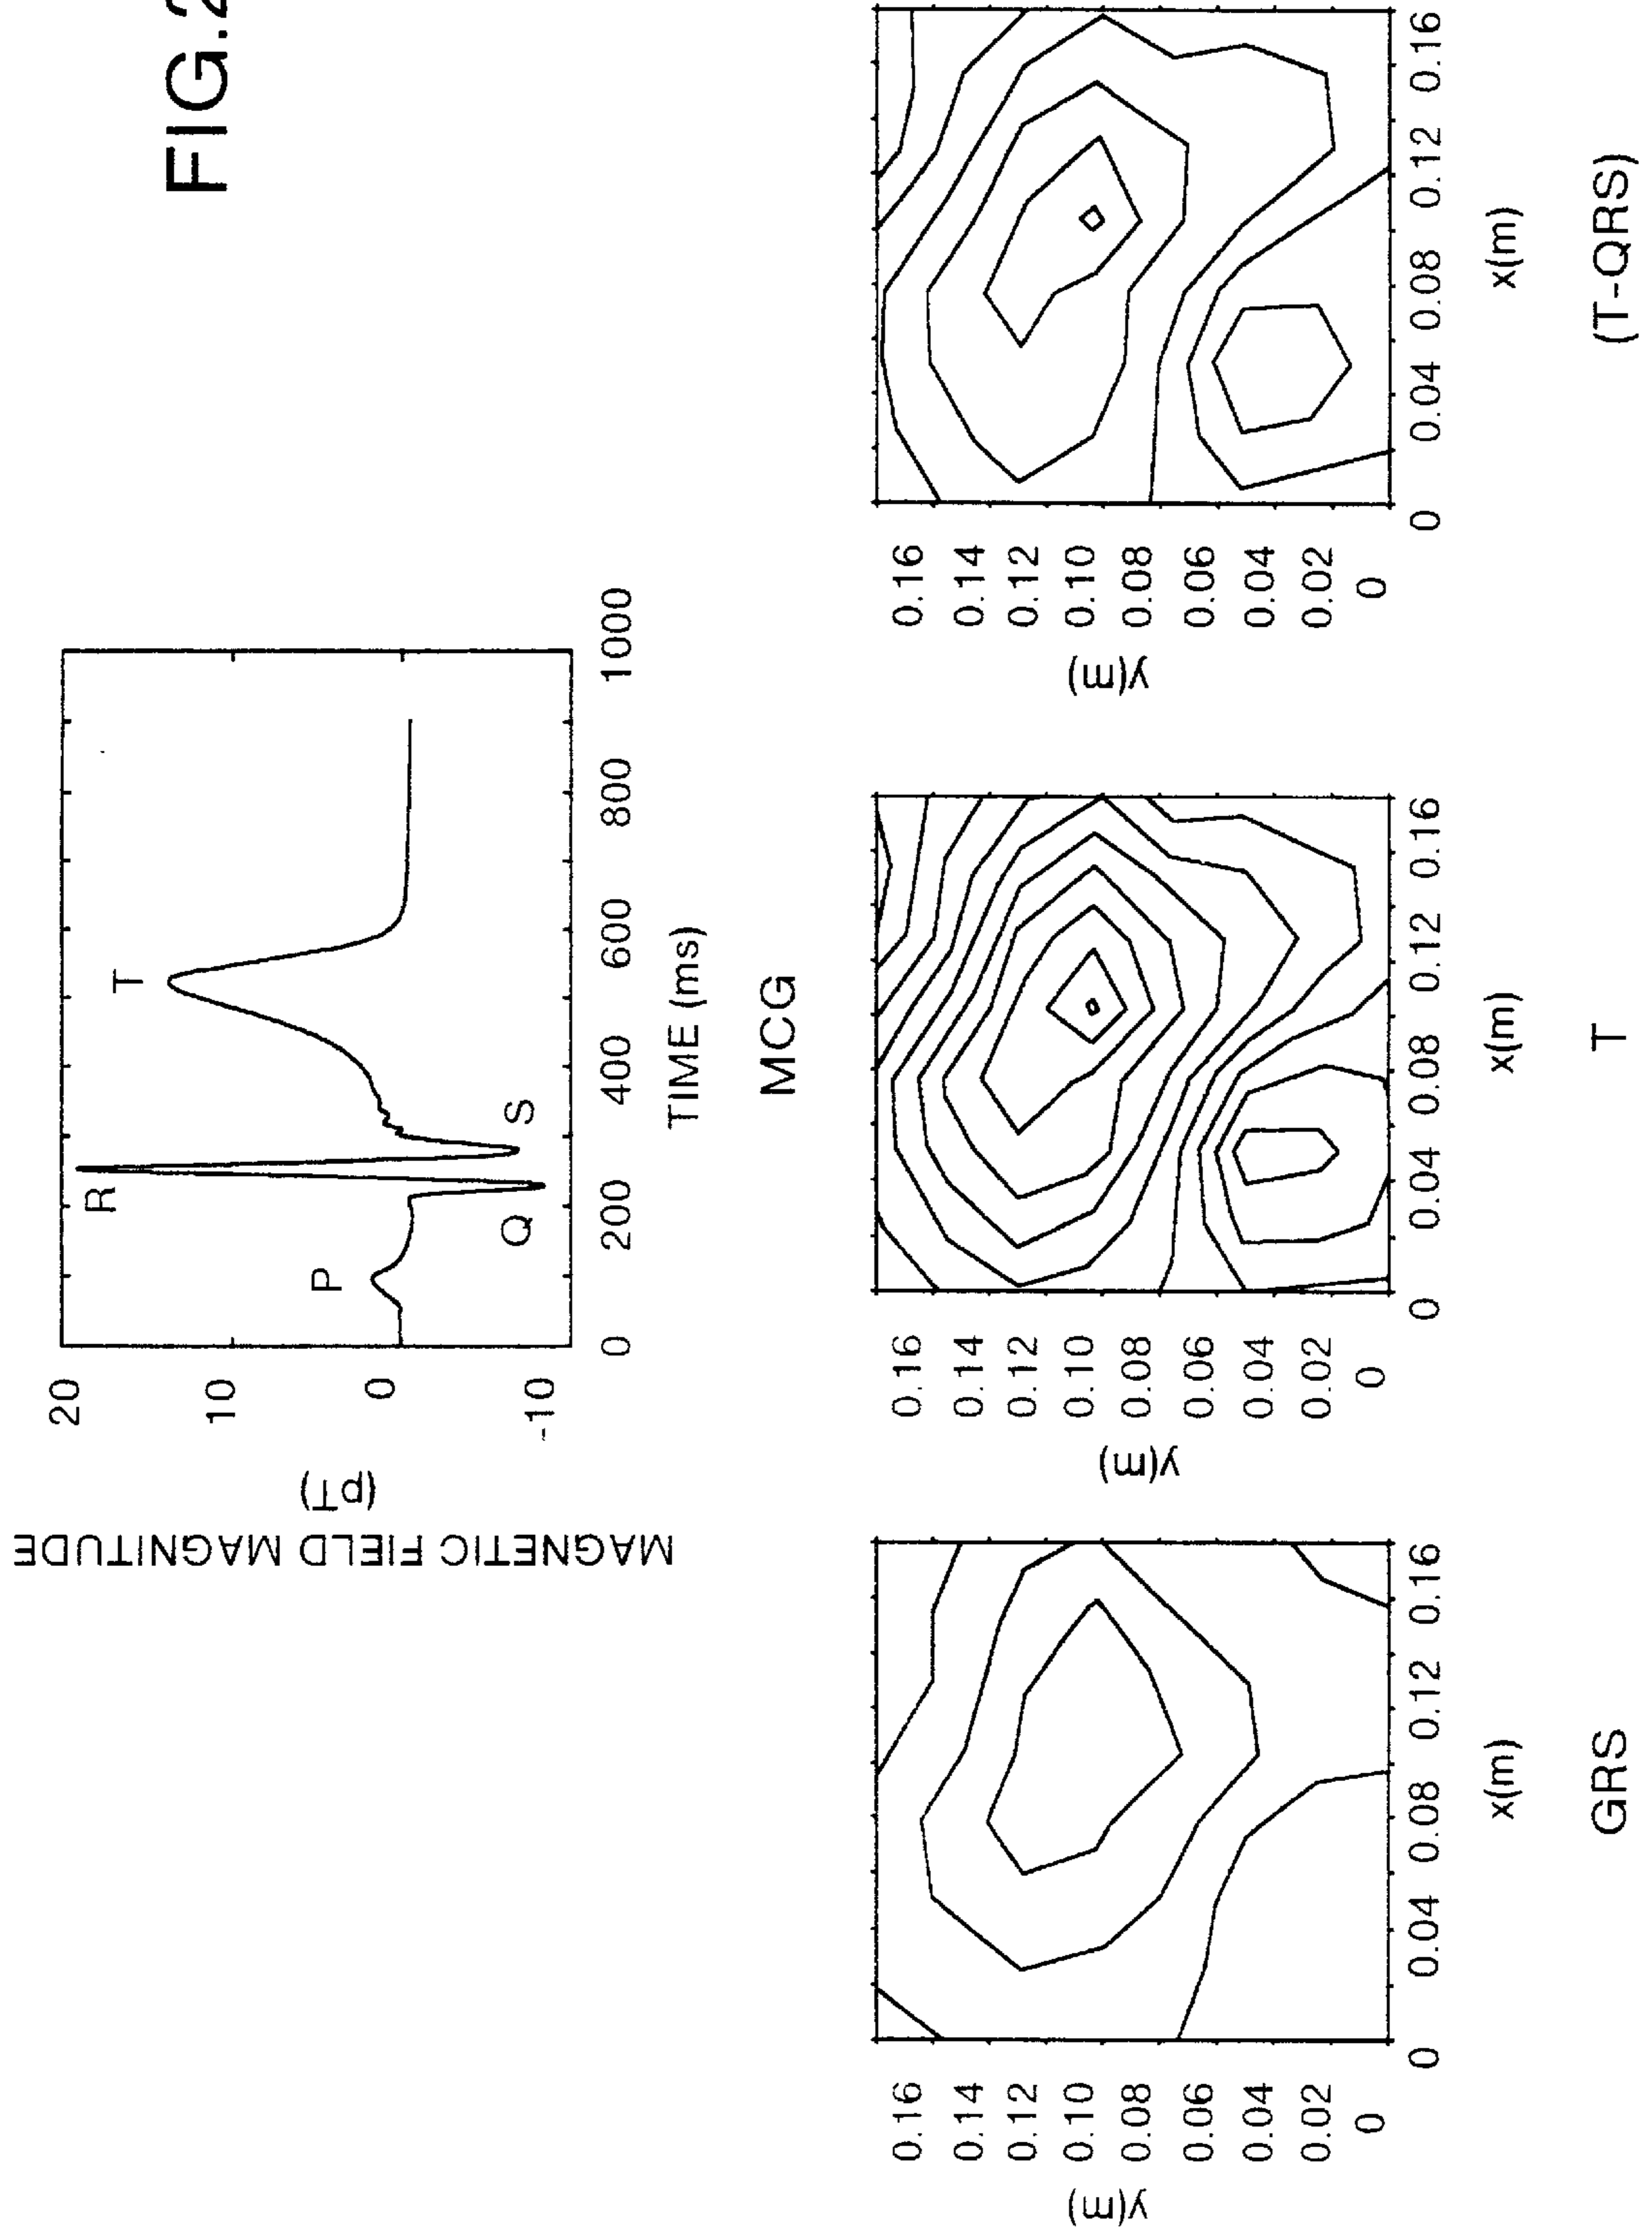 FIG.2
MAGNETIC FIELD MAGNITUDE
(pT)
20
10
0
-10
P
Q
R
S
T
0 200 400 600 800 1000
TIME (ms)
MCG
y(m)
0.16
0.14
0.12
0.10
0.08
0.06
0.04
0.02
0
0 0.04 0.08 0.12 0.16
x(m)
GRS
y(m)
0.16
0.14
0.12
0.10
0.08
0.06
0.04
0.02
0
0 0.04 0.08 0.12 0.16
x(m)
T
y(m)
0.16
0.14
0.12
0.10
0.08
0.06
0.04
0.02
0
0 0.04 0.08 0.12 0.16
x(m)
(T-QRS)